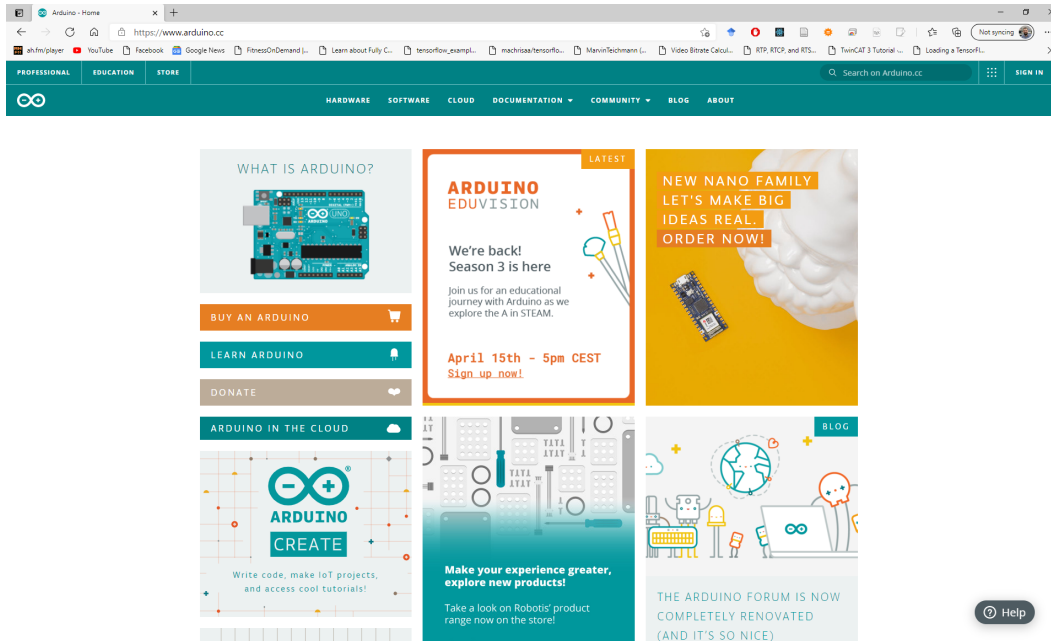 Arduino - Home
https://www.arduino.cc
Not syncing
ah.fm/player
YouTube
Facebook
Google News
FitnessOnDemand |...
Learn about Fully C...
tensorflow_exampl...
machrisaa/tensorflo...
MarvinTeichmann (...
Video Bitrate Calcul...
RTP, RTCP, and RTS...
TwinCAT 3 Tutorial -...
Loading a TensorFl...
PROFESSIONAL
EDUCATION
STORE
Search on Arduino.cc
SIGN IN
HARDWARE
SOFTWARE
CLOUD
DOCUMENTATION
COMMUNITY
BLOG
ABOUT
WHAT IS ARDUINO?
UNO
ARDUINO
BUY AN ARDUINO
LEARN ARDUINO
DONATE
ARDUINO IN THE CLOUD
ARDUINO
CREATE
Write code, make IoT projects,
and access cool tutorials!
LATEST
ARDUINO
EDUVISION
We're back!
Season 3 is here
Join us for an educational
journey with Arduino as we
explore the A in STEAM.
April 15th - 5pm CEST
Sign up now!
Make your experience greater,
explore new products!
Take a look on Robotis' product
range now on the store!
NEW NANO FAMILY
LET'S MAKE BIG
IDEAS REAL.
ORDER NOW!
BLOG
THE ARDUINO FORUM IS NOW
COMPLETELY RENOVATED
(AND IT'S SO NICE)
Help